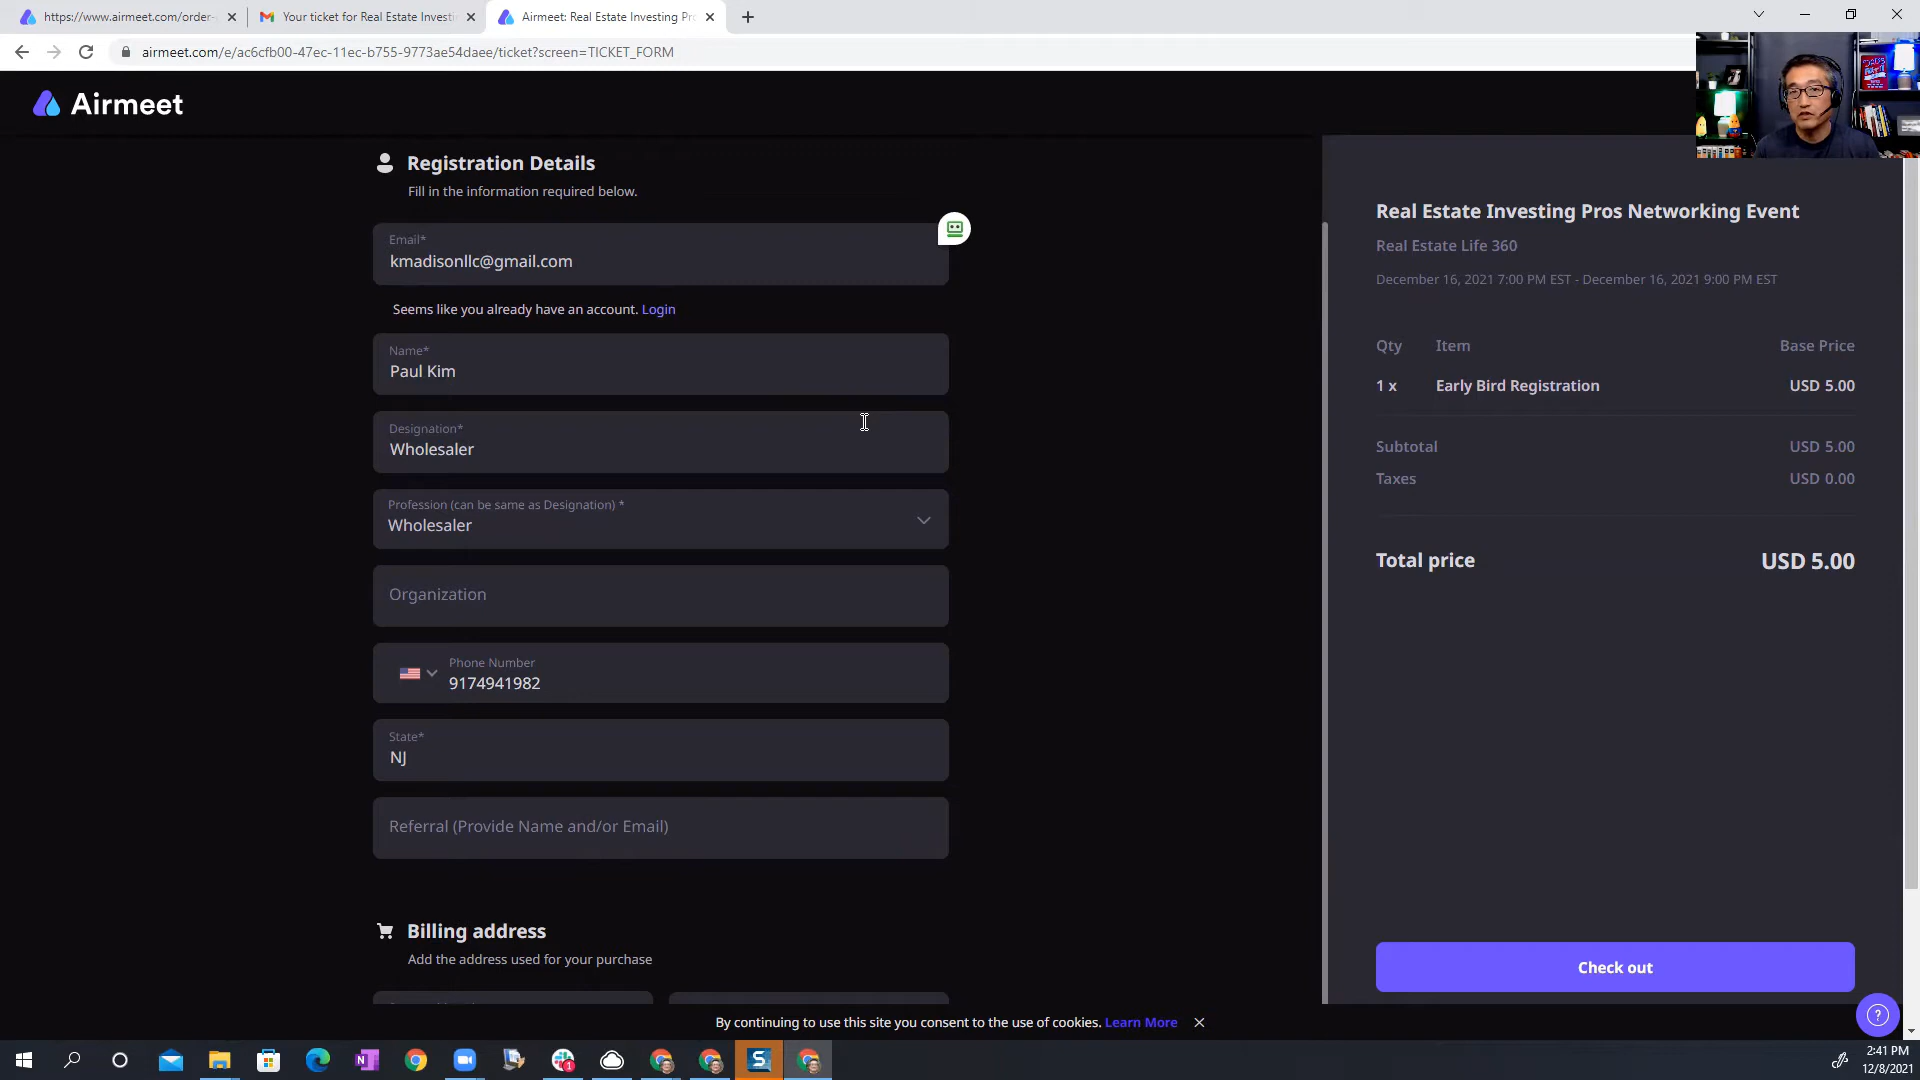 https://www.airmeet.com/order-
Your ticket for Real Estate Investi
Airmeet: Real Estate Investing Pr
airmeet.com/e/ac6cfb00-47ec-11ec-b755-9773ae54daee/ticket?screen=TICKET_FORM
Airmeet
Registration Details
Fill in the information required below.
Email*
kmadisonllc@gmail.com
Seems like you already have an account. Login
Name*
Paul Kim
Designation*
Wholesaler
Profession (can be same as Designation) *
Wholesaler
Organization
Phone Number
9174941982
State*
NJ
Referral (Provide Name and/or Email)
Billing address
Add the address used for your purchase
Real Estate Investing Pros Networking Event
Real Estate Life 360
December 16, 2021 7:00 PM EST - December 16, 2021 9:00 PM EST
Qty Item Base Price
1 x Early Bird Registration USD 5.00
Subtotal USD 5.00
Taxes USD 0.00
Total price USD 5.00
Check out
By continuing to use this site you consent to the use of cookies. Learn More
2:41 PM
12/8/2021